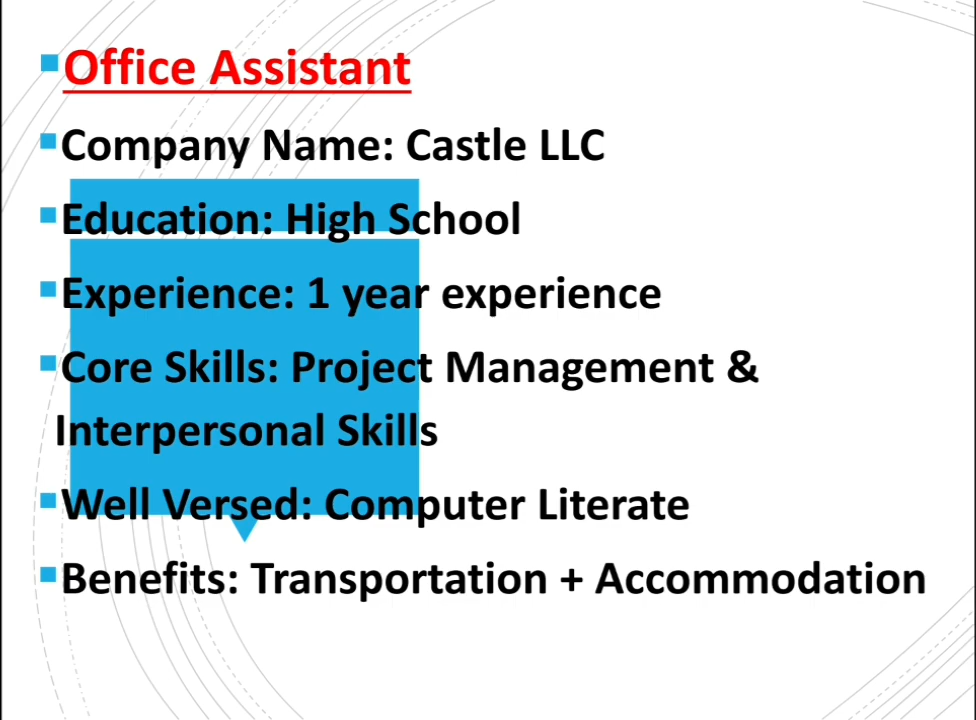 Office Assistant
Company Name: Castle LLC
Education: High School
Experience: 1 year experience
Core Skills: Project Management &
Interpersonal Skills
Well Versed: Computer Literate
Benefits: Transportation + Accommodation